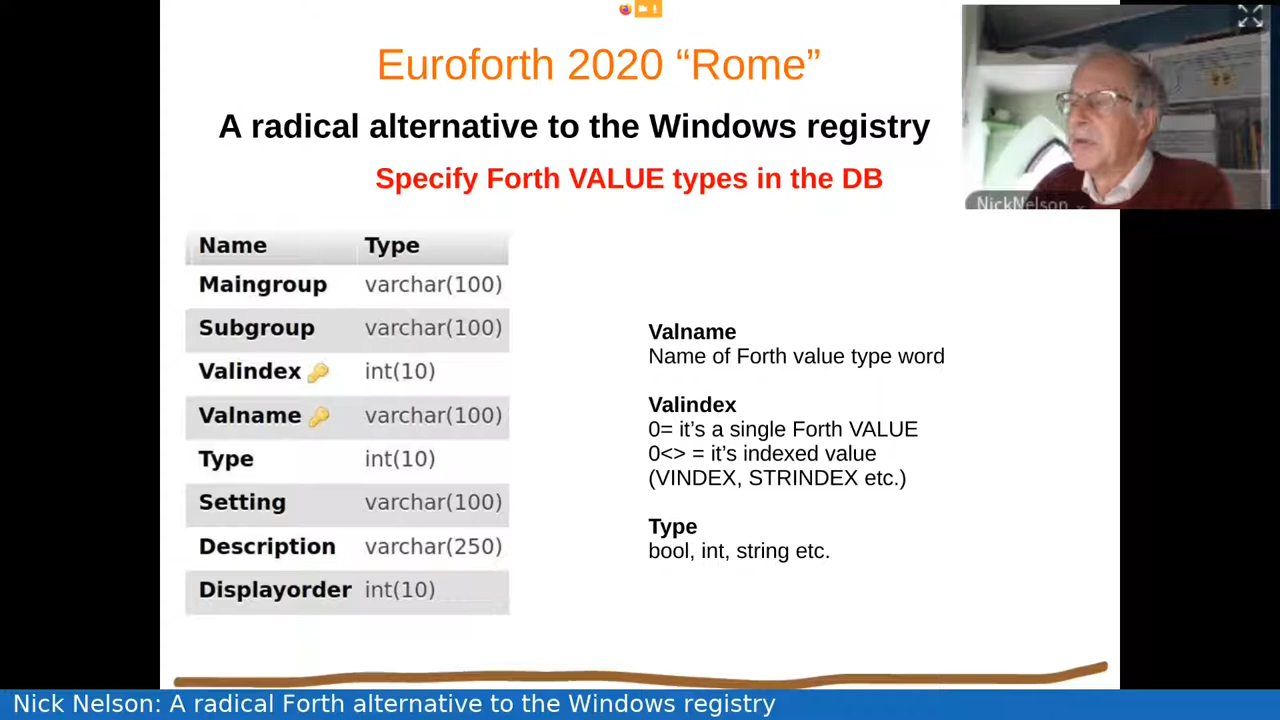 Euroforth 2020 “Rome”
A radical alternative to the Windows registry
Specify Forth VALUE types in the DB
NickNelson
Name Type
Maingroup varchar(100)
Subgroup varchar(100)
Valindex int(10)
Valname varchar(100)
Type int(10)
Setting varchar(100)
Description varchar(250)
Displayorder int(10)
Valname
Name of Forth value type word
Valindex
0= it’s a single Forth VALUE
0<> = it’s indexed value
(VINDEX, STRINDEX etc.)
Type
bool, int, string etc.
Nick Nelson: A radical Forth alternative to the Windows registry